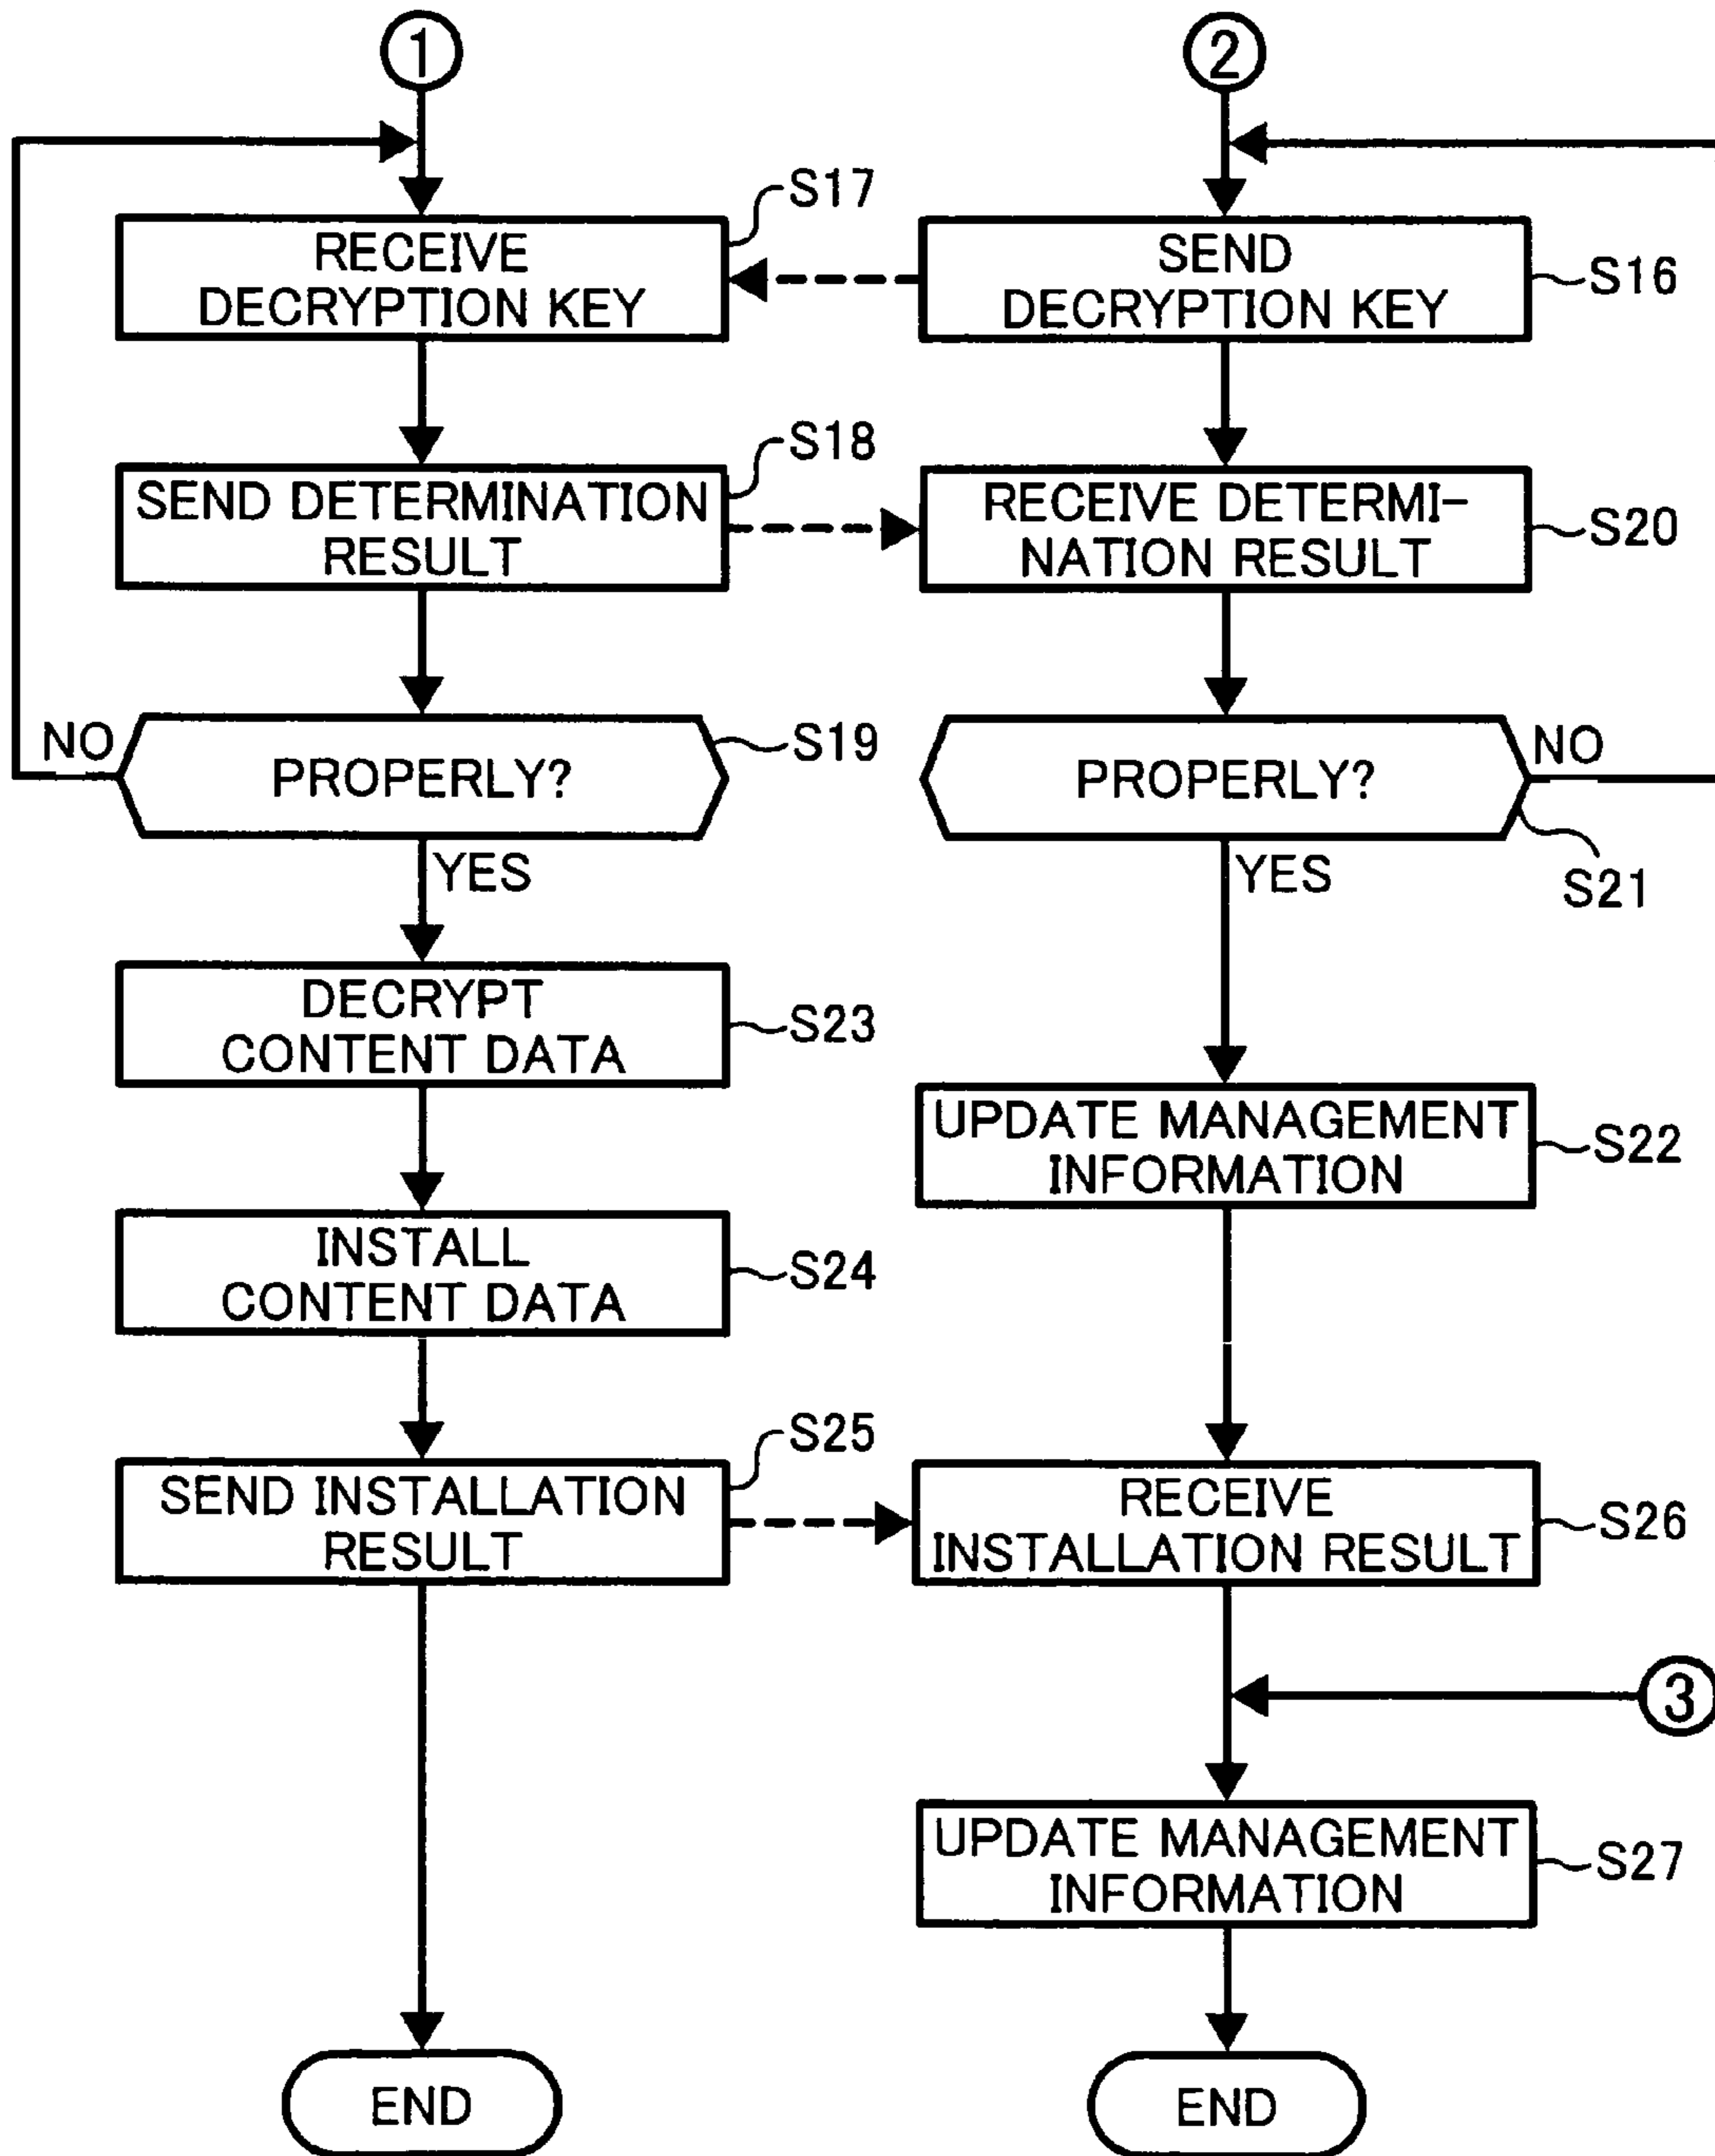 1
2
S17
RECEIVE
DECRYPTION KEY
SEND
DECRYPTION KEY
S16
S18
SEND DETERMINATION
RESULT
RECEIVE DETERMI-
NATION RESULT
S20
NO
PROPERLY?
S19
PROPERLY?
NO
YES
YES
S21
DECRYPT
CONTENT DATA
S23
UPDATE MANAGEMENT
INFORMATION
S22
INSTALL
CONTENT DATA
S24
S25
SEND INSTALLATION
RESULT
RECEIVE
INSTALLATION RESULT
S26
3
UPDATE MANAGEMENT
INFORMATION
S27
END
END